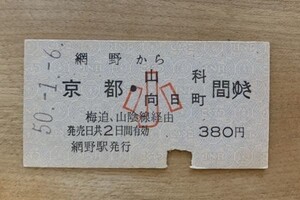 50.-1.-6.
網野から
京都・山科
向日町間ゆき
小
梅迫、山陰線経由
発売日共2日間有効 380円
網野駅発行